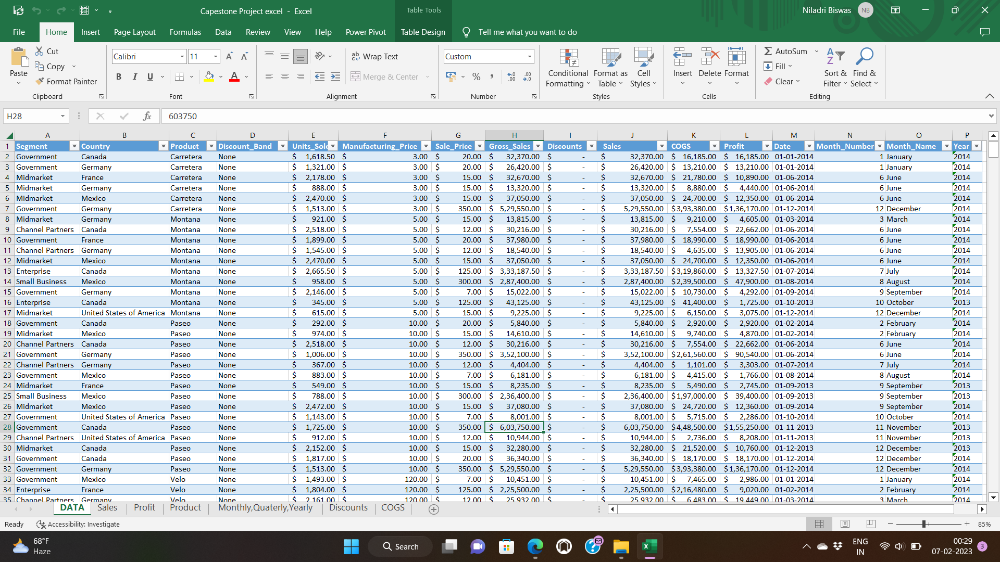 Capestone Project excel - Excel
Table Tools
Niladri Biswas NB
File Home Insert Page Layout Formulas Data Review View Help Power Pivot Table Design Tell me what you want to do
Paste Cut Copy Format Painter Clipboard
Calibri 11 B I U Font
Wrap Text Merge & Center Alignment
Custom % Number
Conditional Formatting Format as Table Cell Styles Styles
Insert Delete Format Cells
AutoSum Fill Clear Sort & Filter Find & Select Editing
H28 fx 603750
A B C D E F G H I J K L M N O P
1 Segment Country Product Discount_Band Units_Sold Manufacturing_Price Sale_Price Gross_Sales Discounts Sales COGS Profit Date Month_Number Month_Name Year
2 Government Canada Carretera None $ 1,618.50 $ 3.00 $ 20.00 $ 32,370.00 $ - $ 32,370.00 $ 16,185.00 $ 16,185.00 01-01-2014 1 January 2014
3 Government Germany Carretera None $ 1,321.00 $ 3.00 $ 20.00 $ 26,420.00 $ - $ 26,420.00 $ 13,210.00 $ 13,210.00 01-01-2014 1 January 2014
4 Midmarket France Carretera None $ 2,178.00 $ 3.00 $ 15.00 $ 32,670.00 $ - $ 32,670.00 $ 21,780.00 $ 10,890.00 01-06-2014 6 June 2014
5 Midmarket Germany Carretera None $ 888.00 $ 3.00 $ 15.00 $ 13,320.00 $ - $ 13,320.00 $ 8,880.00 $ 4,440.00 01-06-2014 6 June 2014
6 Midmarket Mexico Carretera None $ 2,470.00 $ 3.00 $ 15.00 $ 37,050.00 $ - $ 37,050.00 $ 24,700.00 $ 12,350.00 01-06-2014 6 June 2014
7 Government Germany Carretera None $ 1,513.00 $ 3.00 $ 350.00 $ 5,29,550.00 $ - $ 5,29,550.00 $3,93,380.00 $1,36,170.00 01-12-2014 12 December 2014
8 Midmarket Germany Montana None $ 921.00 $ 5.00 $ 15.00 $ 13,815.00 $ - $ 13,815.00 $ 9,210.00 $ 4,605.00 01-03-2014 3 March 2014
9 Channel Partners Canada Montana None $ 2,518.00 $ 5.00 $ 12.00 $ 30,216.00 $ - $ 30,216.00 $ 7,554.00 $ 22,662.00 01-06-2014 6 June 2014
10 Government France Montana None $ 1,899.00 $ 5.00 $ 20.00 $ 37,980.00 $ - $ 37,980.00 $ 18,990.00 $ 18,990.00 01-06-2014 6 June 2014
11 Channel Partners Germany Montana None $ 1,545.00 $ 5.00 $ 12.00 $ 18,540.00 $ - $ 18,540.00 $ 4,635.00 $ 13,905.00 01-06-2014 6 June 2014
12 Midmarket Mexico Montana None $ 2,470.00 $ 5.00 $ 15.00 $ 37,050.00 $ - $ 37,050.00 $ 24,700.00 $ 12,350.00 01-06-2014 6 June 2014
13 Enterprise Canada Montana None $ 2,665.50 $ 5.00 $ 125.00 $ 3,33,187.50 $ - $ 3,33,187.50 $3,19,860.00 $ 13,327.50 01-07-2014 7 July 2014
14 Small Business Mexico Montana None $ 958.00 $ 5.00 $ 300.00 $ 2,87,400.00 $ - $ 2,87,400.00 $2,39,500.00 $ 47,900.00 01-08-2014 8 August 2014
15 Government Germany Montana None $ 2,146.00 $ 5.00 $ 7.00 $ 15,022.00 $ - $ 15,022.00 $ 10,730.00 $ 4,292.00 01-09-2014 9 September 2014
16 Enterprise Canada Montana None $ 345.00 $ 5.00 $ 125.00 $ 43,125.00 $ - $ 43,125.00 $ 41,400.00 $ 1,725.00 01-10-2013 10 October 2013
17 Midmarket United States of America Montana None $ 615.00 $ 5.00 $ 15.00 $ 9,225.00 $ - $ 9,225.00 $ 6,150.00 $ 3,075.00 01-12-2014 12 December 2014
18 Government Canada Paseo None $ 292.00 $ 10.00 $ 20.00 $ 5,840.00 $ - $ 5,840.00 $ 2,920.00 $ 2,920.00 01-02-2014 2 February 2014
19 Midmarket Mexico Paseo None $ 974.00 $ 10.00 $ 15.00 $ 14,610.00 $ - $ 14,610.00 $ 9,740.00 $ 4,870.00 01-02-2014 2 February 2014
20 Channel Partners Canada Paseo None $ 2,518.00 $ 10.00 $ 12.00 $ 30,216.00 $ - $ 30,216.00 $ 7,554.00 $ 22,662.00 01-06-2014 6 June 2014
21 Government Germany Paseo None $ 1,006.00 $ 10.00 $ 350.00 $ 3,52,100.00 $ - $ 3,52,100.00 $2,61,560.00 $ 90,540.00 01-06-2014 6 June 2014
22 Channel Partners Germany Paseo None $ 367.00 $ 10.00 $ 12.00 $ 4,404.00 $ - $ 4,404.00 $ 1,101.00 $ 3,303.00 01-07-2014 7 July 2014
23 Government Mexico Paseo None $ 883.00 $ 10.00 $ 7.00 $ 6,181.00 $ - $ 6,181.00 $ 4,415.00 $ 1,766.00 01-08-2014 8 August 2014
24 Midmarket France Paseo None $ 549.00 $ 10.00 $ 15.00 $ 8,235.00 $ - $ 8,235.00 $ 5,490.00 $ 2,745.00 01-09-2013 9 September 2013
25 Small Business Mexico Paseo None $ 788.00 $ 10.00 $ 300.00 $ 2,36,400.00 $ - $ 2,36,400.00 $1,97,000.00 $ 39,400.00 01-09-2013 9 September 2013
26 Midmarket Mexico Paseo None $ 2,472.00 $ 10.00 $ 15.00 $ 37,080.00 $ - $ 37,080.00 $ 24,720.00 $ 12,360.00 01-09-2014 9 September 2014
27 Government United States of America Paseo None $ 1,143.00 $ 10.00 $ 7.00 $ 8,001.00 $ - $ 8,001.00 $ 5,715.00 $ 2,286.00 01-10-2014 10 October 2014
28 Government Canada Paseo None $ 1,725.00 $ 10.00 $ 350.00 $ 6,03,750.00 $ - $ 6,03,750.00 $4,48,500.00 $1,55,250.00 01-11-2013 11 November 2013
29 Channel Partners United States of America Paseo None $ 912.00 $ 10.00 $ 12.00 $ 10,944.00 $ - $ 10,944.00 $ 2,736.00 $ 8,208.00 01-11-2013 11 November 2013
30 Midmarket Canada Paseo None $ 2,152.00 $ 10.00 $ 15.00 $ 32,280.00 $ - $ 32,280.00 $ 21,520.00 $ 10,760.00 01-12-2013 12 December 2013
31 Government Canada Paseo None $ 1,817.00 $ 10.00 $ 20.00 $ 36,340.00 $ - $ 36,340.00 $ 18,170.00 $ 18,170.00 01-12-2014 12 December 2014
32 Government Germany Paseo None $ 1,513.00 $ 10.00 $ 350.00 $ 5,29,550.00 $ - $ 5,29,550.00 $3,93,380.00 $1,36,170.00 01-12-2014 12 December 2014
33 Government Mexico Velo None $ 1,493.00 $ 120.00 $ 7.00 $ 10,451.00 $ - $ 10,451.00 $ 7,465.00 $ 2,986.00 01-01-2014 1 January 2014
34 Enterprise France Velo None $ 1,804.00 $ 120.00 $ 125.00 $ 2,25,500.00 $ - $ 2,25,500.00 $2,16,480.00 $ 9,020.00 01-02-2014 2 February 2014
35 Channel Partners Germany Velo None $ 2,161.00 $ 120.00 $ 12.00 $ 25,932.00 $ - $ 25,932.00 $ 6,483.00 $ 19,449.00 01-03-2014 3 March 2014
DATA Sales Profit Product Monthly,Quaterly,Yearly Discounts COGS
Ready Accessibility: Investigate 85%
68°F Haze Search ENG IN 00:29 07-02-2023 3